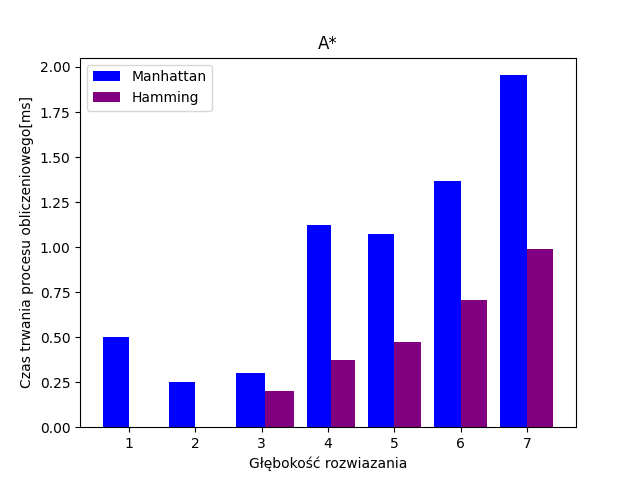 A*
Manhattan
Hamming
Czas trwania procesu obliczeniowego[ms]
2.00
1.75
1.50
1.25
1.00
0.75
0.50
0.25
0.00
1 2 3 4 5 6 7
Głębokość rozwiazania